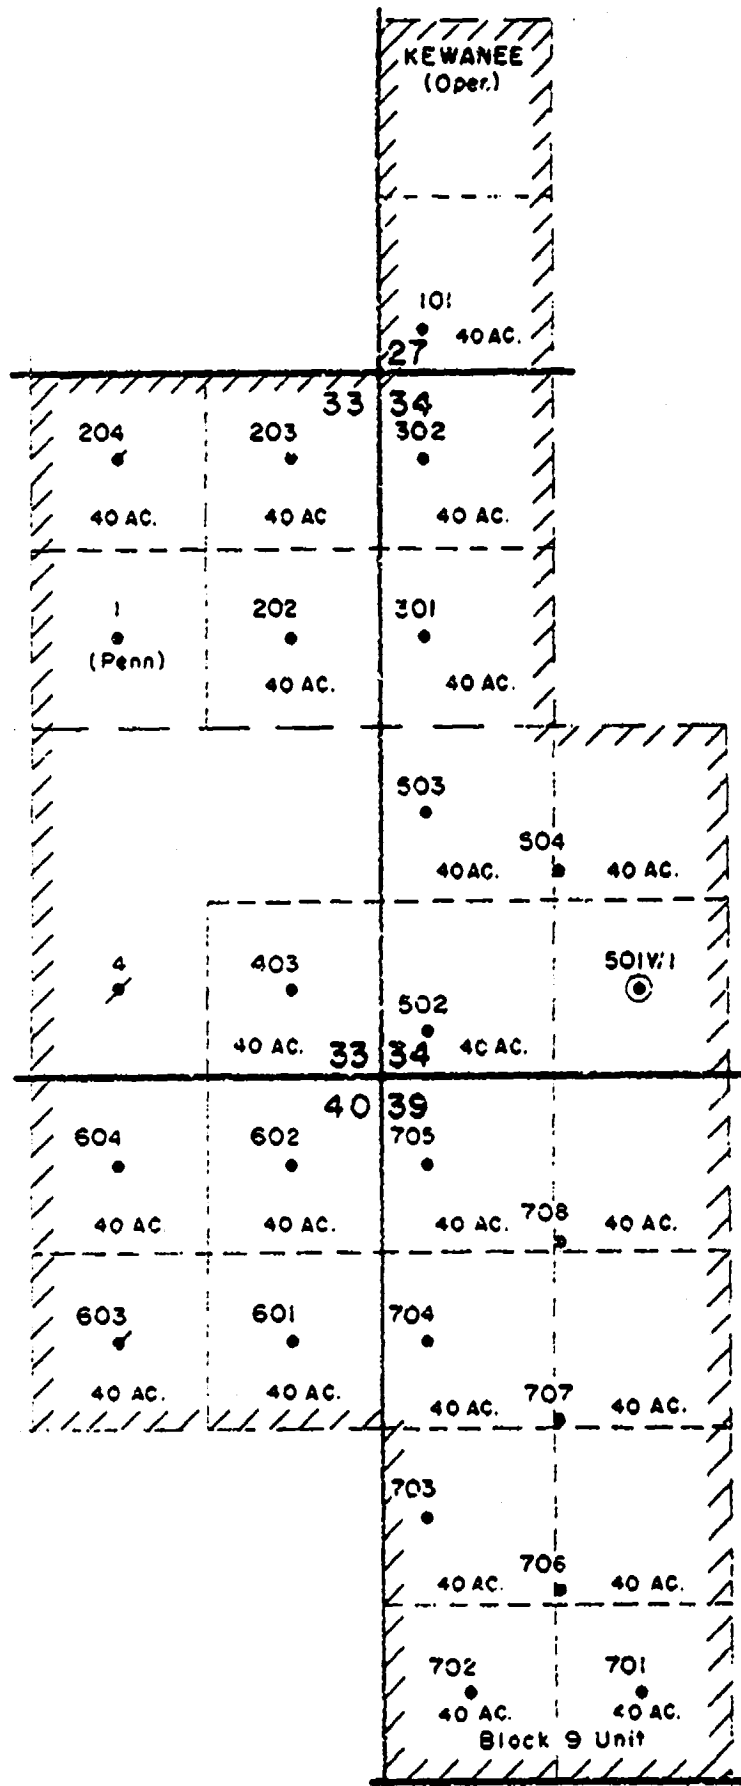 KEWANEE
(Oper.)
101
40 AC.
27
33 34
204 203 302
40 AC. 40 AC 40 AC.
1 202 301
(Penn)
40 AC. 40 AC.
503
504
40 AC. 40 AC.
4 403 501W1
502
40 AC. 33 34 40 AC.
40 39
604 602 705
40 AC. 40 AC. 40 AC. 708 40 AC.
603 601 704
40 AC. 40 AC. 40 AC. 707 40 AC.
703
706
40 AC. 40 AC.
702 701
40 AC. 40 AC.
Block 9 Unit